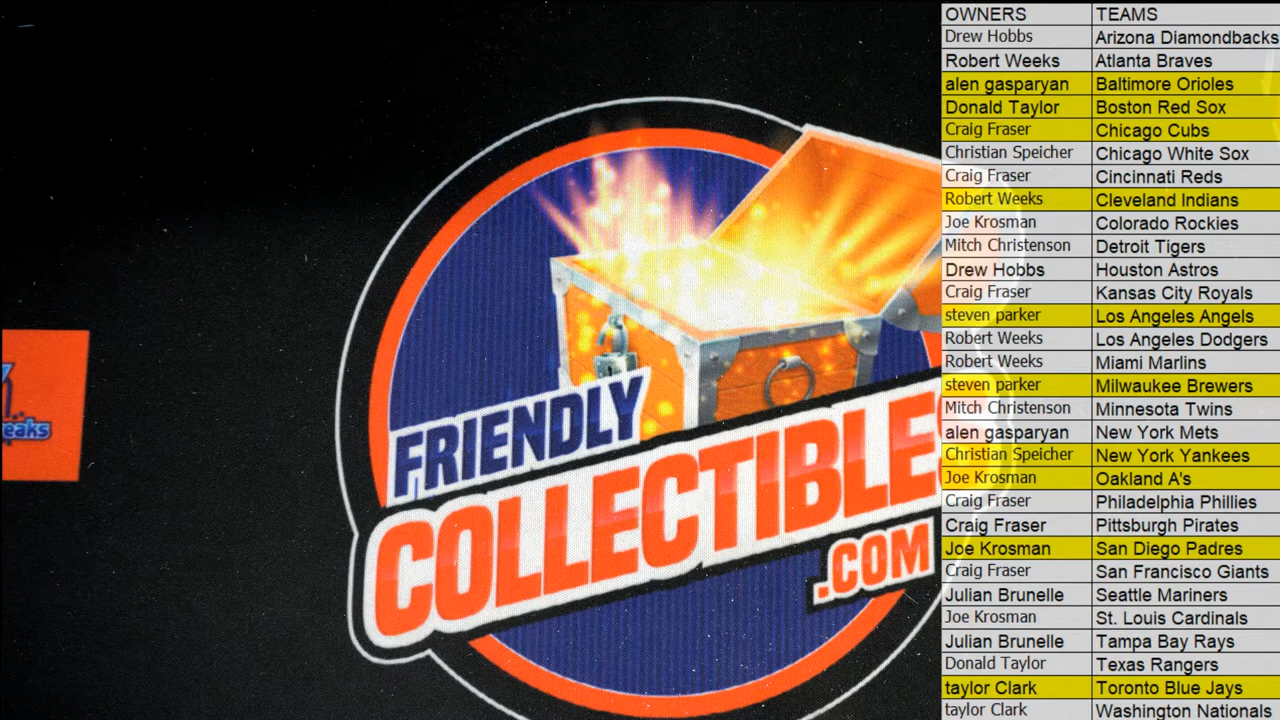 eaks
FRIENDLY
COLLECTIBLE
.COM
OWNERS TEAMS
Drew Hobbs Arizona Diamondbacks
Robert Weeks Atlanta Braves
alen gasparyan Baltimore Orioles
Donald Taylor Boston Red Sox
Craig Fraser Chicago Cubs
Christian Speicher Chicago White Sox
Craig Fraser Cincinnati Reds
Robert Weeks Cleveland Indians
Joe Krosman Colorado Rockies
Mitch Christenson Detroit Tigers
Drew Hobbs Houston Astros
Craig Fraser Kansas City Royals
steven parker Los Angeles Angels
Robert Weeks Los Angeles Dodgers
Robert Weeks Miami Marlins
steven parker Milwaukee Brewers
Mitch Christenson Minnesota Twins
alen gasparyan New York Mets
Christian Speicher New York Yankees
Joe Krosman Oakland A's
Craig Fraser Philadelphia Phillies
Craig Fraser Pittsburgh Pirates
Joe Krosman San Diego Padres
Craig Fraser San Francisco Giants
Julian Brunelle Seattle Mariners
Joe Krosman St. Louis Cardinals
Julian Brunelle Tampa Bay Rays
Donald Taylor Texas Rangers
taylor Clark Toronto Blue Jays
taylor Clark Washington Nationals